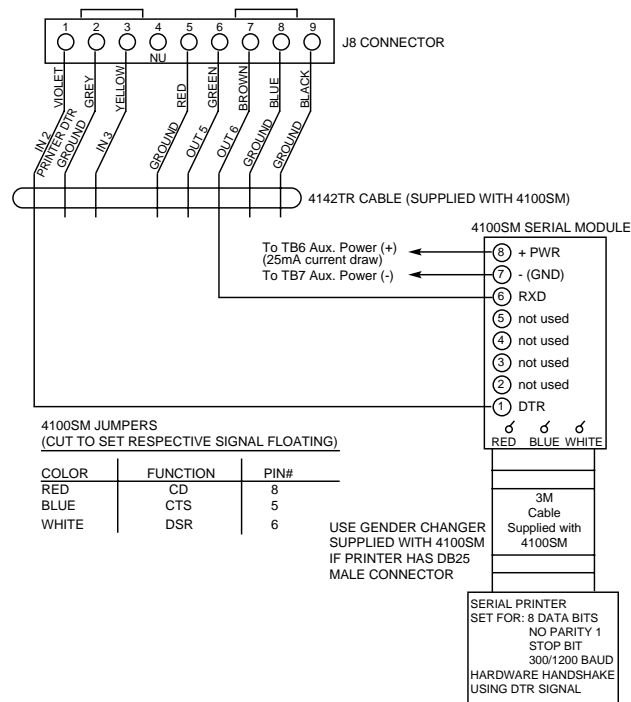 1 2 3 4 5 6 7 8 9
J8 CONNECTOR
NU
VIOLET
GREY
YELLOW
RED
GREEN
BROWN
BLUE
BLACK
IN 2
PRINTER DTR
GROUND
IN 3
GROUND
OUT 5
OUT 6
GROUND
GROUND
4142TR CABLE (SUPPLIED WITH 4100SM)
4100SM SERIAL MODULE
To TB6 Aux. Power (+)
(25mA current draw)
To TB7 Aux. Power (-)
8 + PWR
7 - (GND)
6 RXD
5 not used
4 not used
3 not used
2 not used
1 DTR
RED BLUE WHITE
4100SM JUMPERS
(CUT TO SET RESPECTIVE SIGNAL FLOATING)
COLOR FUNCTION PIN#
RED CD 8
BLUE CTS 5
WHITE DSR 6
3M
Cable
Supplied with
4100SM
USE GENDER CHANGER
SUPPLIED WITH 4100SM
IF PRINTER HAS DB25
MALE CONNECTOR
SERIAL PRINTER
SET FOR: 8 DATA BITS
NO PARITY 1
STOP BIT
300/1200 BAUD
HARDWARE HANDSHAKE
USING DTR SIGNAL